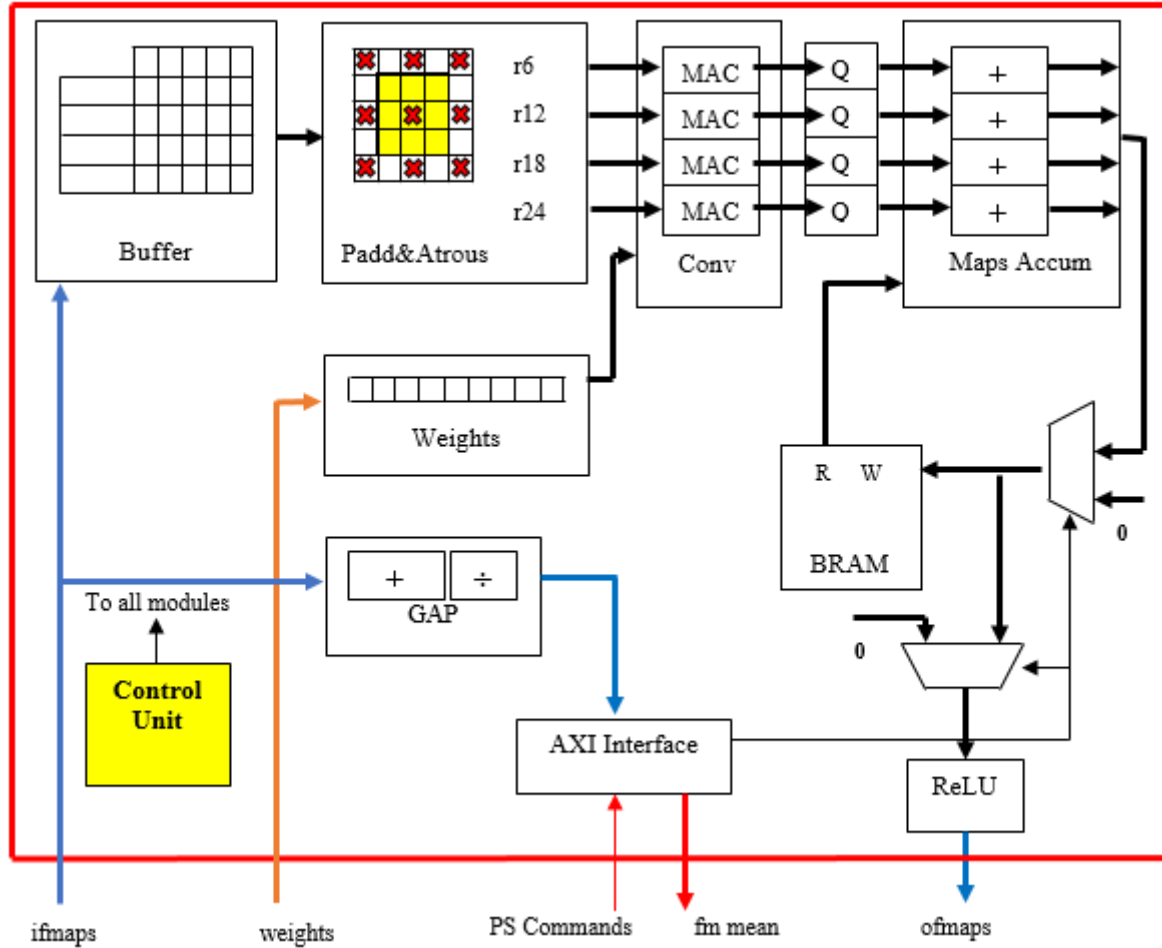 r6
MAC
Q
+
r12
MAC
Q
+
r18
MAC
Q
+
r24
MAC
Q
+
Buffer
Padd&Atrous
Conv
Maps Accum
Weights
R W
BRAM
0
+ ÷
GAP
To all modules
0
Control
Unit
AXI Interface
ReLU
ifmaps
weights
PS Commands
fm mean
ofmaps